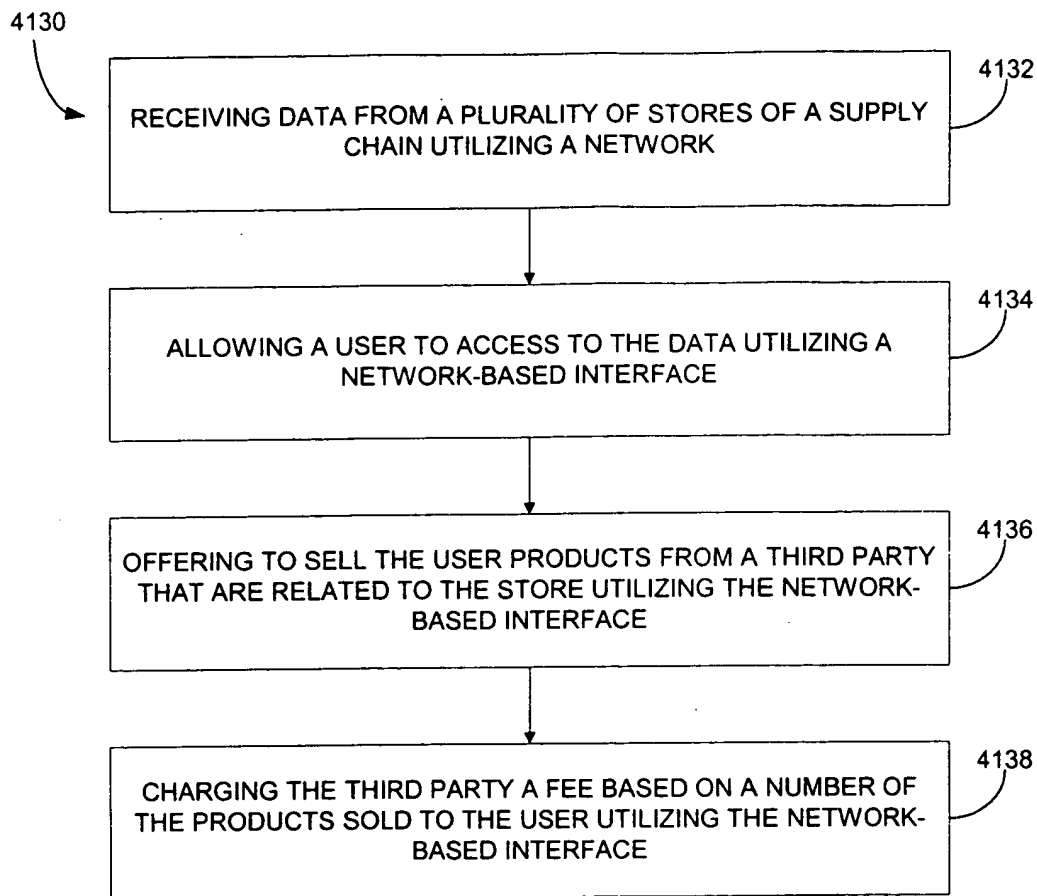 4130
4132
RECEIVING DATA FROM A PLURALITY OF STORES OF A SUPPLY
CHAIN UTILIZING A NETWORK
4134
ALLOWING A USER TO ACCESS TO THE DATA UTILIZING A
NETWORK-BASED INTERFACE
4136
OFFERING TO SELL THE USER PRODUCTS FROM A THIRD PARTY
THAT ARE RELATED TO THE STORE UTILIZING THE NETWORK-
BASED INTERFACE
4138
CHARGING THE THIRD PARTY A FEE BASED ON A NUMBER OF
THE PRODUCTS SOLD TO THE USER UTILIZING THE NETWORK-
BASED INTERFACE